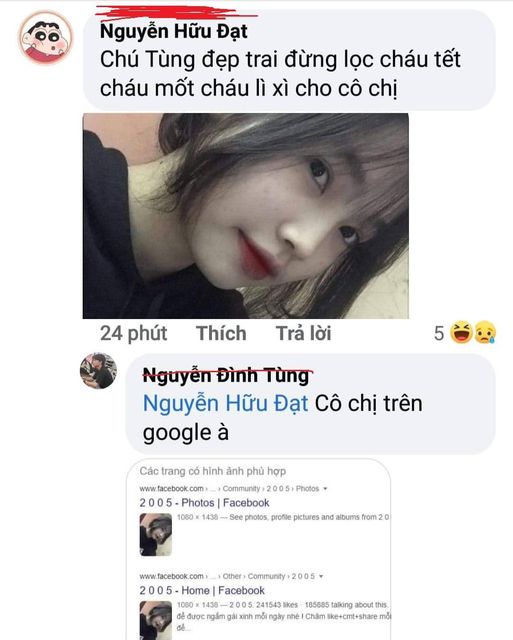 Nguyễn Hữu Đạt
Chú Tùng đẹp trai đừng lọc cháu tết
cháu mốt cháu lì xì cho cô chị
24 phút Thích Trả lời 5
Nguyễn Đình Tùng
Nguyễn Hữu Đạt Cô chị trên
google à
Các trang có hình ảnh phù hợp
www.facebook.com › ... › Community › 2 0 0 5 › Photos
2 0 0 5 - Photos | Facebook
1080 × 1438 — See photos, profile pictures and albums from 2 0
www.facebook.com › ... › Other › Community › 2 0 0 5
2 0 0 5 - Home | Facebook
1080 × 1438 — 2 0 0 5. 241543 likes · 165685 talking about this.
để được ngắm gái xinh mỗi ngày nhé ! Chăm like+cmt+share mỗi
để...